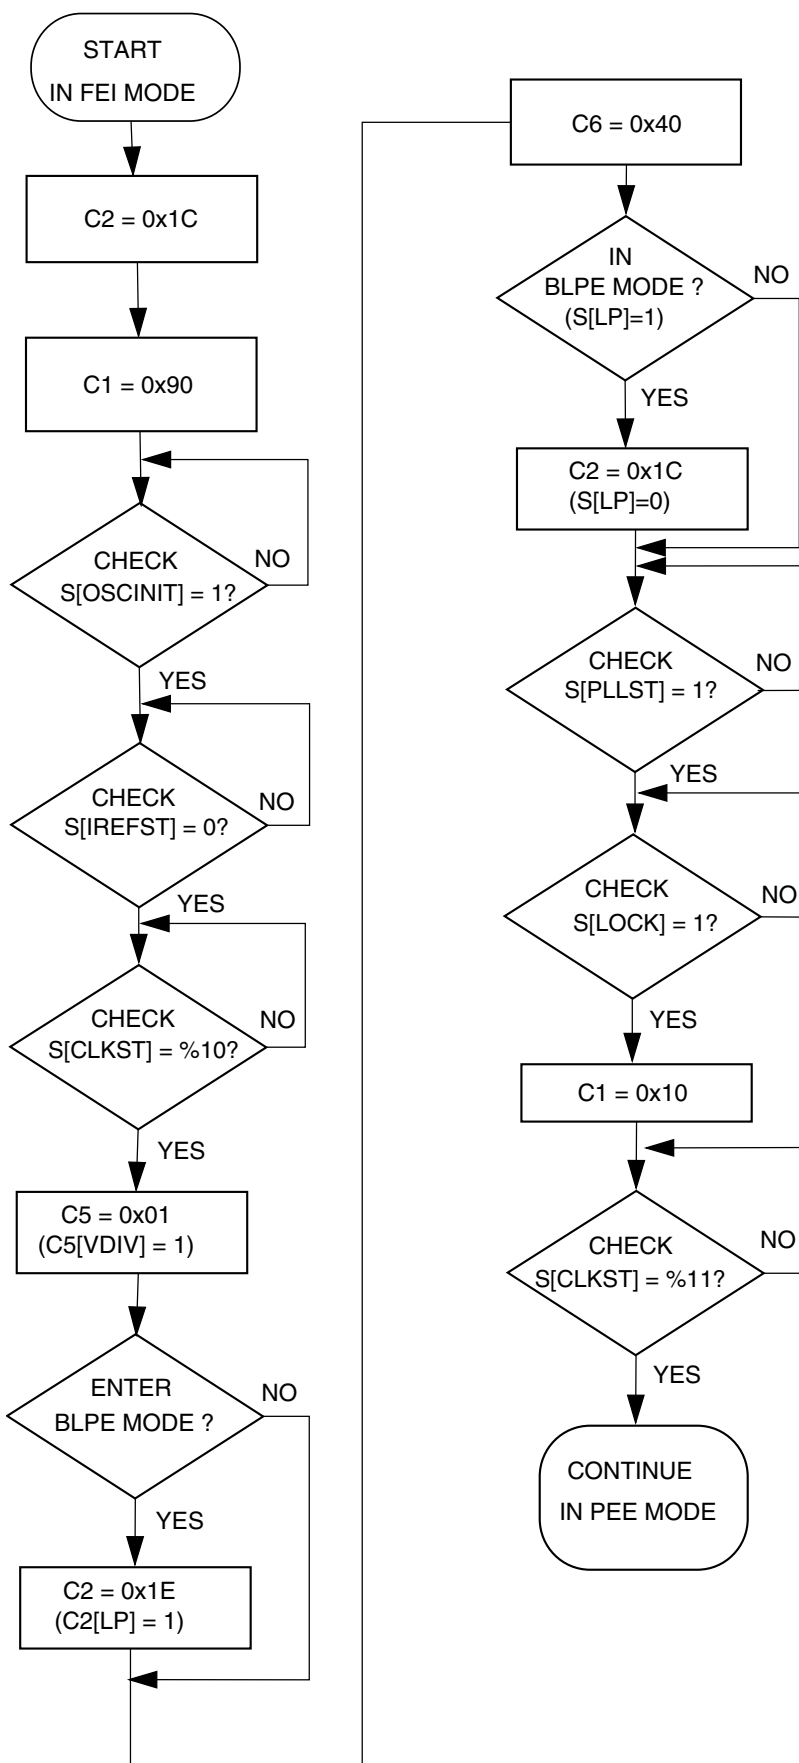 START
IN FEI MODE
C2 = 0x1C
C1 = 0x90
CHECK
S[OSCINIT] = 1?
NO
YES
CHECK
S[IREFST] = 0?
NO
YES
CHECK
S[CLKST] = %10?
NO
YES
C5 = 0x01
(C5[VDIV] = 1)
ENTER
BLPE MODE ?
NO
YES
C2 = 0x1E
(C2[LP] = 1)
C6 = 0x40
IN
BLPE MODE ?
(S[LP]=1)
NO
YES
C2 = 0x1C
(S[LP]=0)
CHECK
S[PLLST] = 1?
NO
YES
CHECK
S[LOCK] = 1?
NO
YES
C1 = 0x10
CHECK
S[CLKST] = %11?
NO
YES
CONTINUE
IN PEE MODE